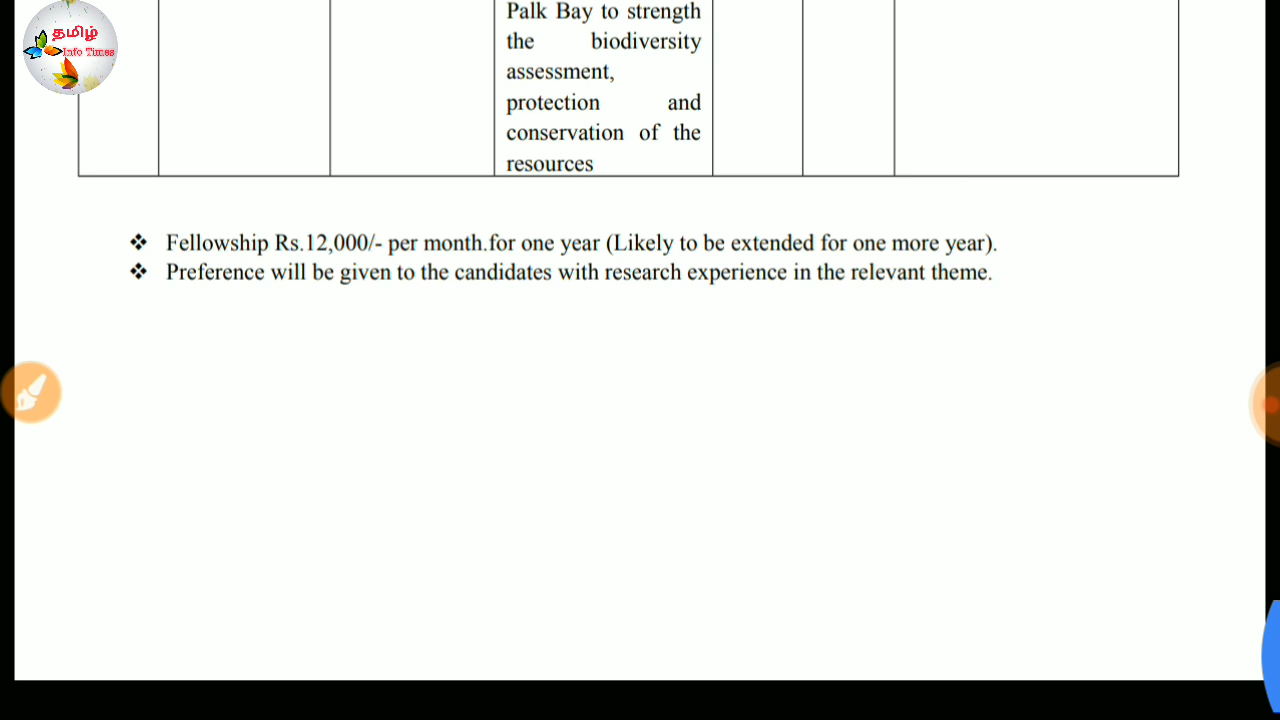 தமிழ்
Info Times
Palk Bay to strength
the biodiversity
assessment,
protection and
conservation of the
resources
❖ Fellowship Rs.12,000/- per month.for one year (Likely to be extended for one more year).
❖ Preference will be given to the candidates with research experience in the relevant theme.